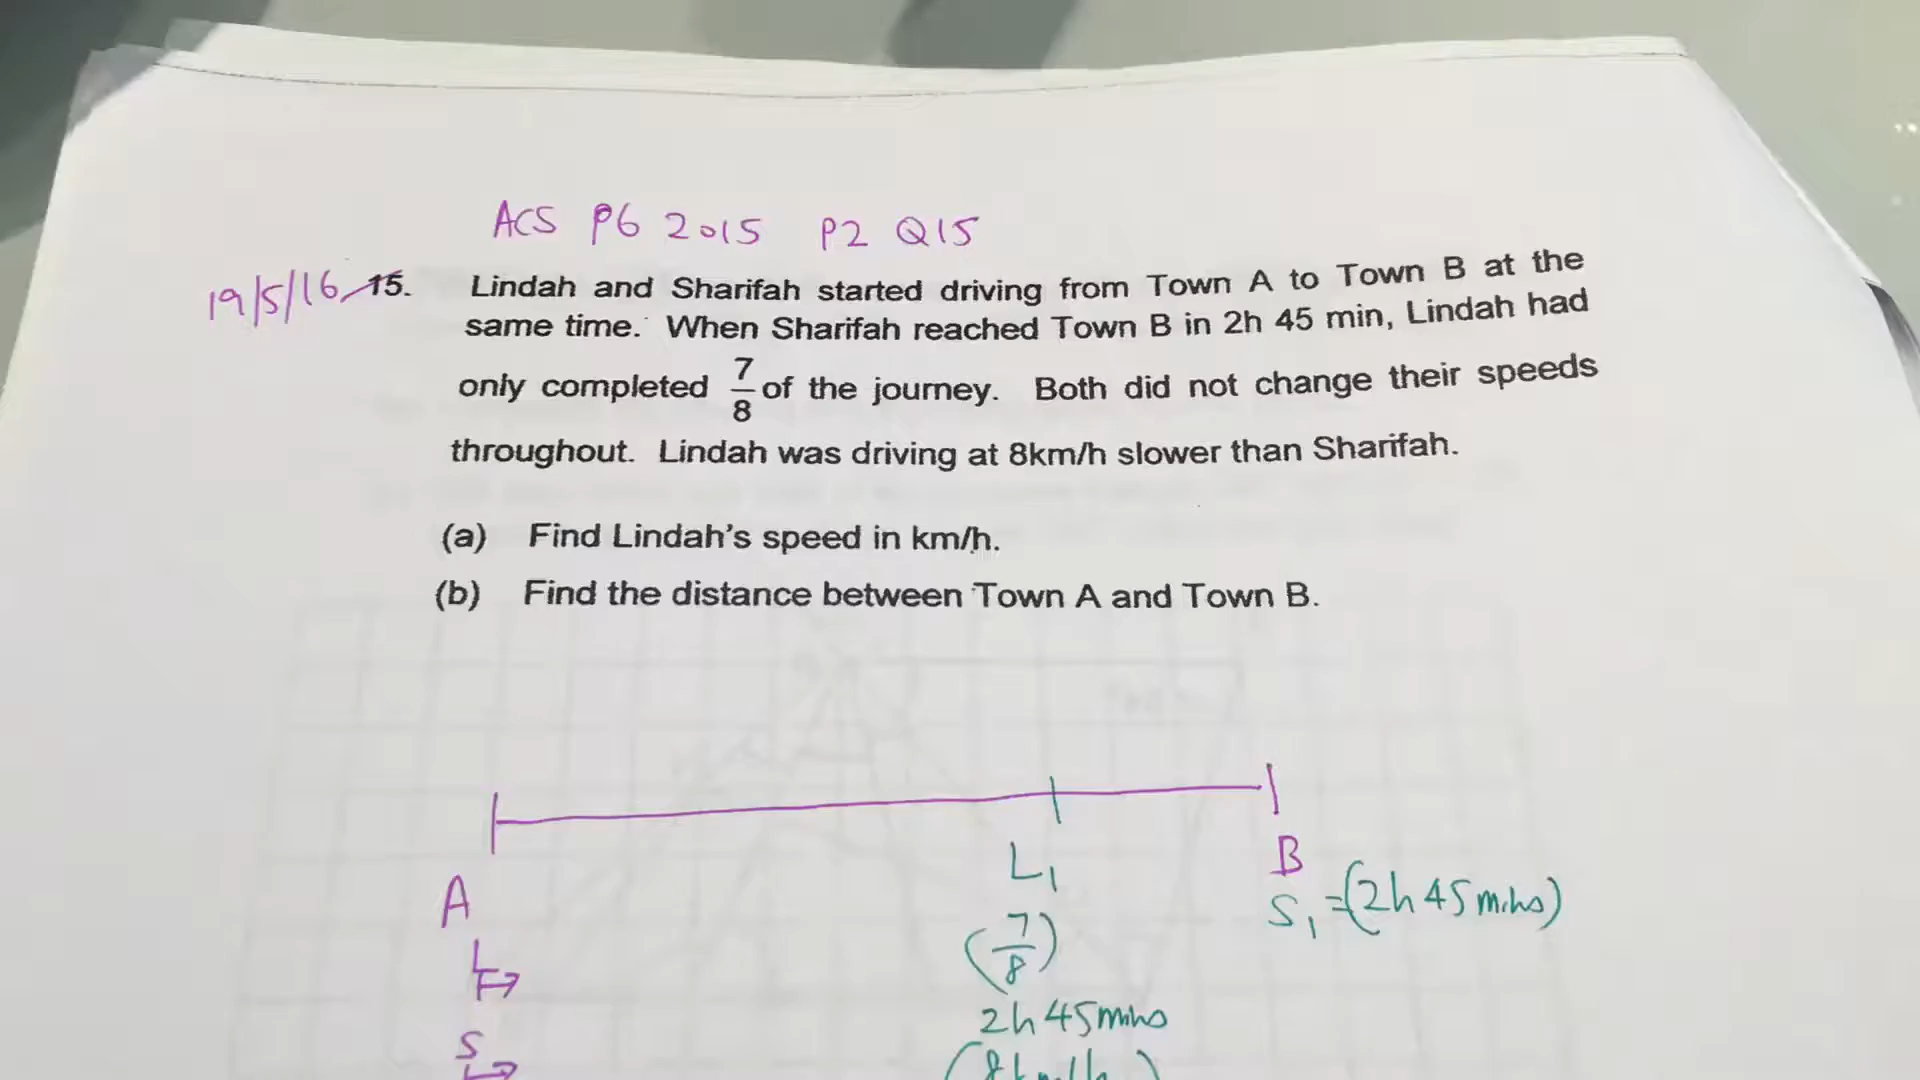 ACS P6 2015 P2 Q15
19/5/16 15. Lindah and Sharifah started driving from Town A to Town B at the
same time. When Sharifah reached Town B in 2h 45 min, Lindah had
only completed 7/8 of the journey. Both did not change their speeds
throughout. Lindah was driving at 8km/h slower than Sharifah.
(a) Find Lindah's speed in km/h.
(b) Find the distance between Town A and Town B.
A L1 B
S1 =(2h 45 mins)
L (7/8)
2h 45 mins
S